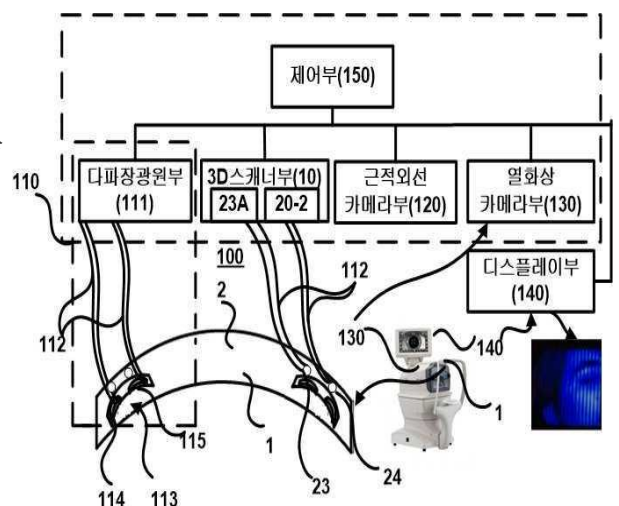 제어부(150)
다파장광원부
(111)
3D스캐너부(10)
23A
20-2
근적외선
카메라부(120)
열화상
카메라부(130)
110
100
디스플레이부
(140)
112
2
112
130
140
115
1
1
114
113
23
24